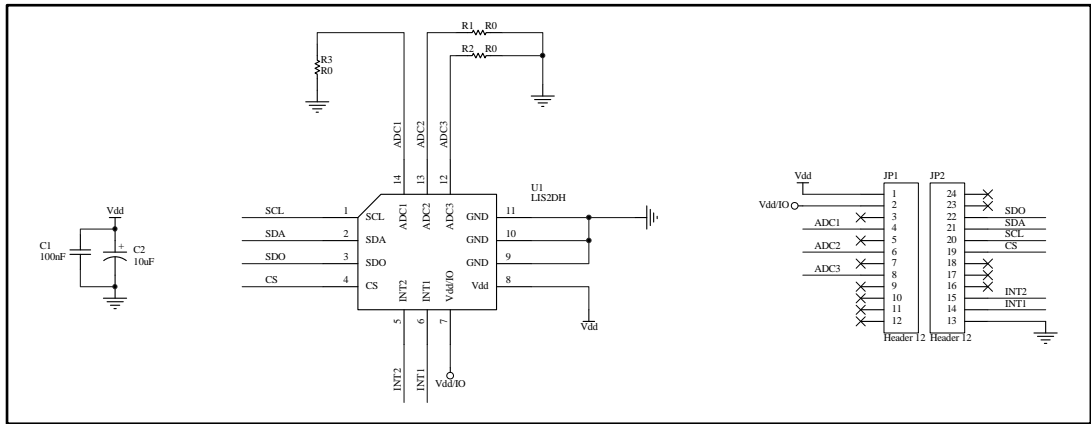 R1 R0
R2 R0
R3
R0
ADC1
ADC2
ADC3
14
13
12
U1
LIS2DH
SCL 1 SCL
SDA 2 SDA
SDO 3 SDO
CS 4 CS
ADC1
ADC2
ADC3
GND 11
GND 10
GND 9
Vdd 8
INT2
INT1
Vdd/IO
5
6
7
INT2
INT1
Vdd/IO
Vdd
Vdd
C1
100nF
+
C2
10uF
Vdd
Vdd/IO
ADC1
ADC2
ADC3
JP1
1
2
3
4
5
6
7
8
9
10
11
12
Header 12
JP2
24
23
22 SDO
21 SDA
20 SCL
19 CS
18
17
16
15 INT2
14 INT1
13
Header 12